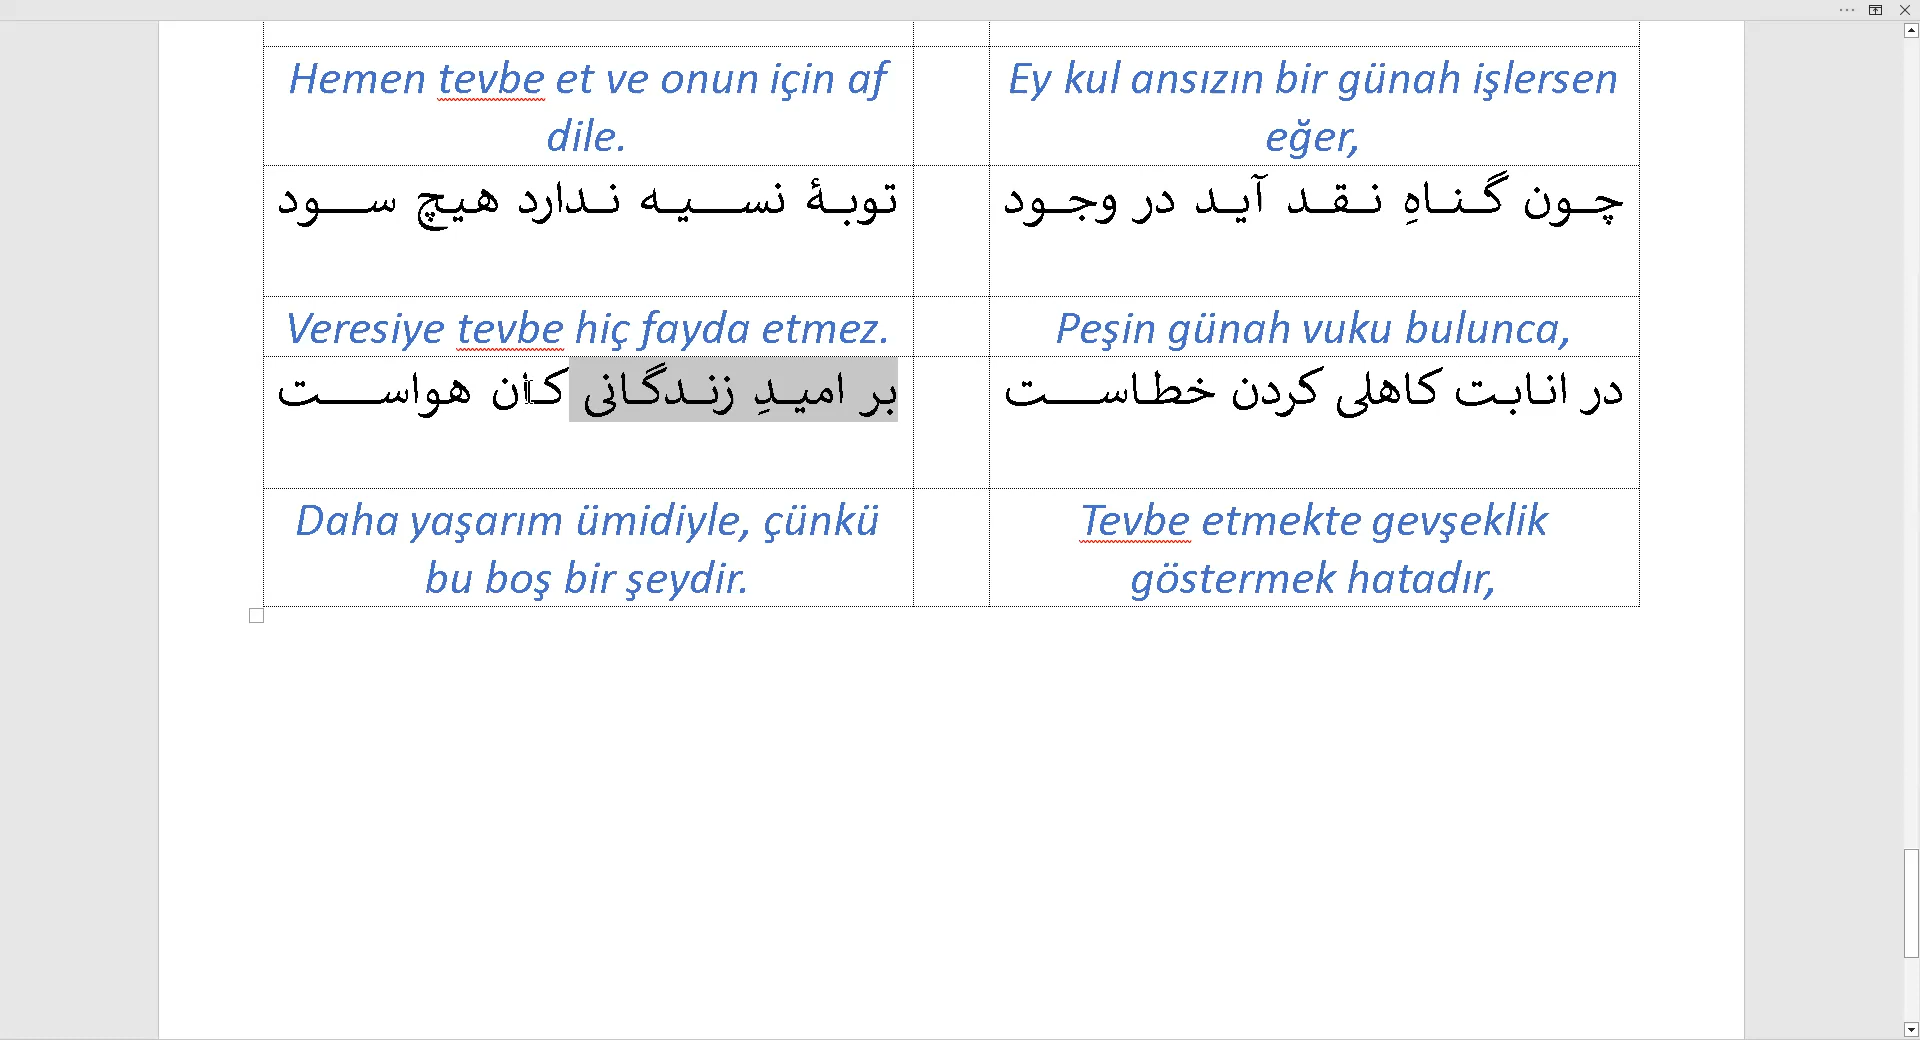 Ey kul ansızın bir günah işlersen
eğer,
Hemen tevbe et ve onun için af
dile.
چون گناهِ نقد آید در وجود
توبهٔ نسیه ندارد هیچ سود
Peşin günah vuku bulunca,
Veresiye tevbe hiç fayda etmez.
در انابت کاهلی کردن خطاست
بر امیدِ زندگانی کان هواست
Tevbe etmekte gevşeklik
göstermek hatadır,
Daha yaşarım ümidiyle, çünkü
bu boş bir şeydir.